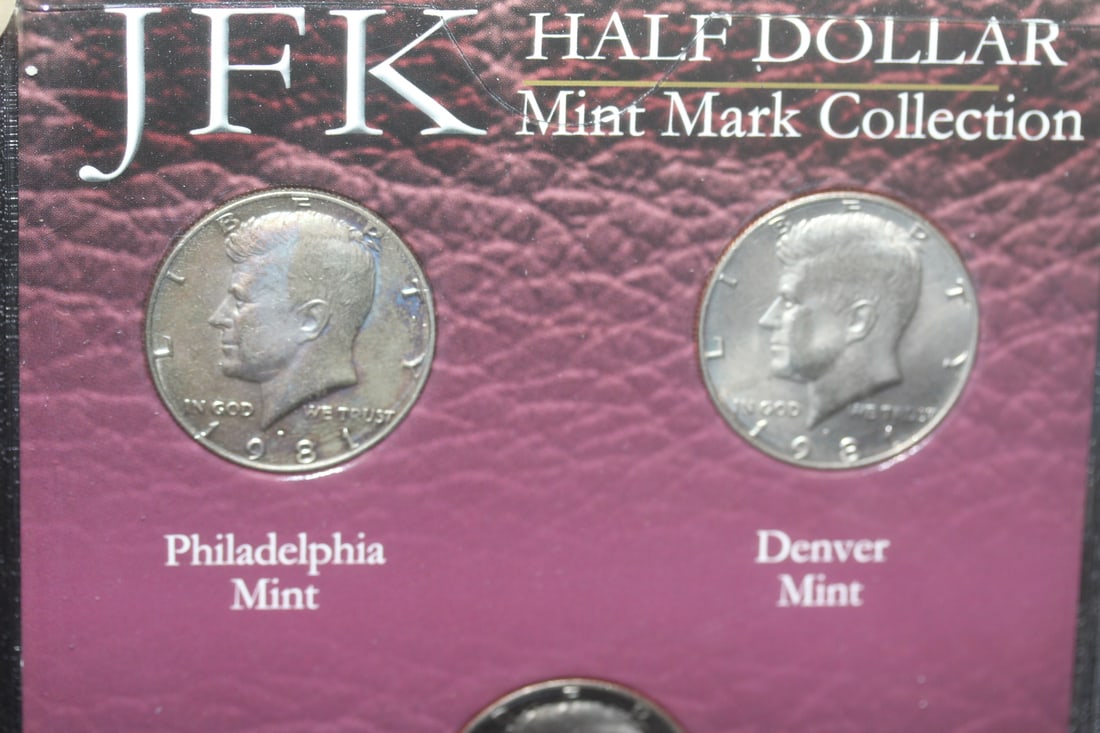 JFK
HALF DOLLAR
Mint Mark Collection
LIBERTY
IN GOD WE TRUST
1981
LIBERTY
IN GOD WE TRUST
1981
Philadelphia
Mint
Denver
Mint